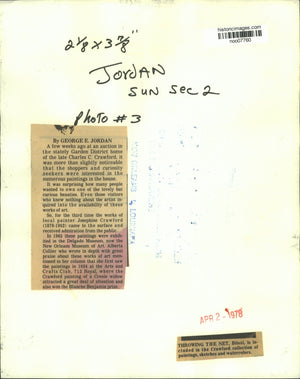 historicimages.com
noo07760
2 1/8 x 3 7/8"
JORDAN
SUN SEC 2
Photo #3
By GEORGE E. JORDAN
A few weeks ago at an auction in
the stately Garden District home
of the late Charles C. Crawford, it
was more than slightly noticeable
that the shoppers and curiosity
seekers were interested in the
numerous paintings in the house.
It was surprising how many people
wanted to own one of the lovely but
curious beauties. Even those visitors
who knew nothing about the artist in-
quired into the availability of these
works of art.
So, for the third time the works of
local painter Josephine Crawford
(1878-1952) came to the surface and
received admiration from the public.
In 1965 these paintings were exhibited
in the Delgado Museum, now the
New Orleans Museum of Art. Alberta
Collier who wrote in depth with great
praise about these works of art men-
tioned in her column that she first saw
the paintings in 1928 at the Arts and
Crafts Club, 712 Royal, where the
Crawford painting of a Creole widow
attracted a great deal of attention and
also won the Blanche Benjamin prize.
APR 2 - 1978
THROWING THE NET, Biloxi, is in-
cluded in the Crawford collection of
paintings, sketches and watercolors.